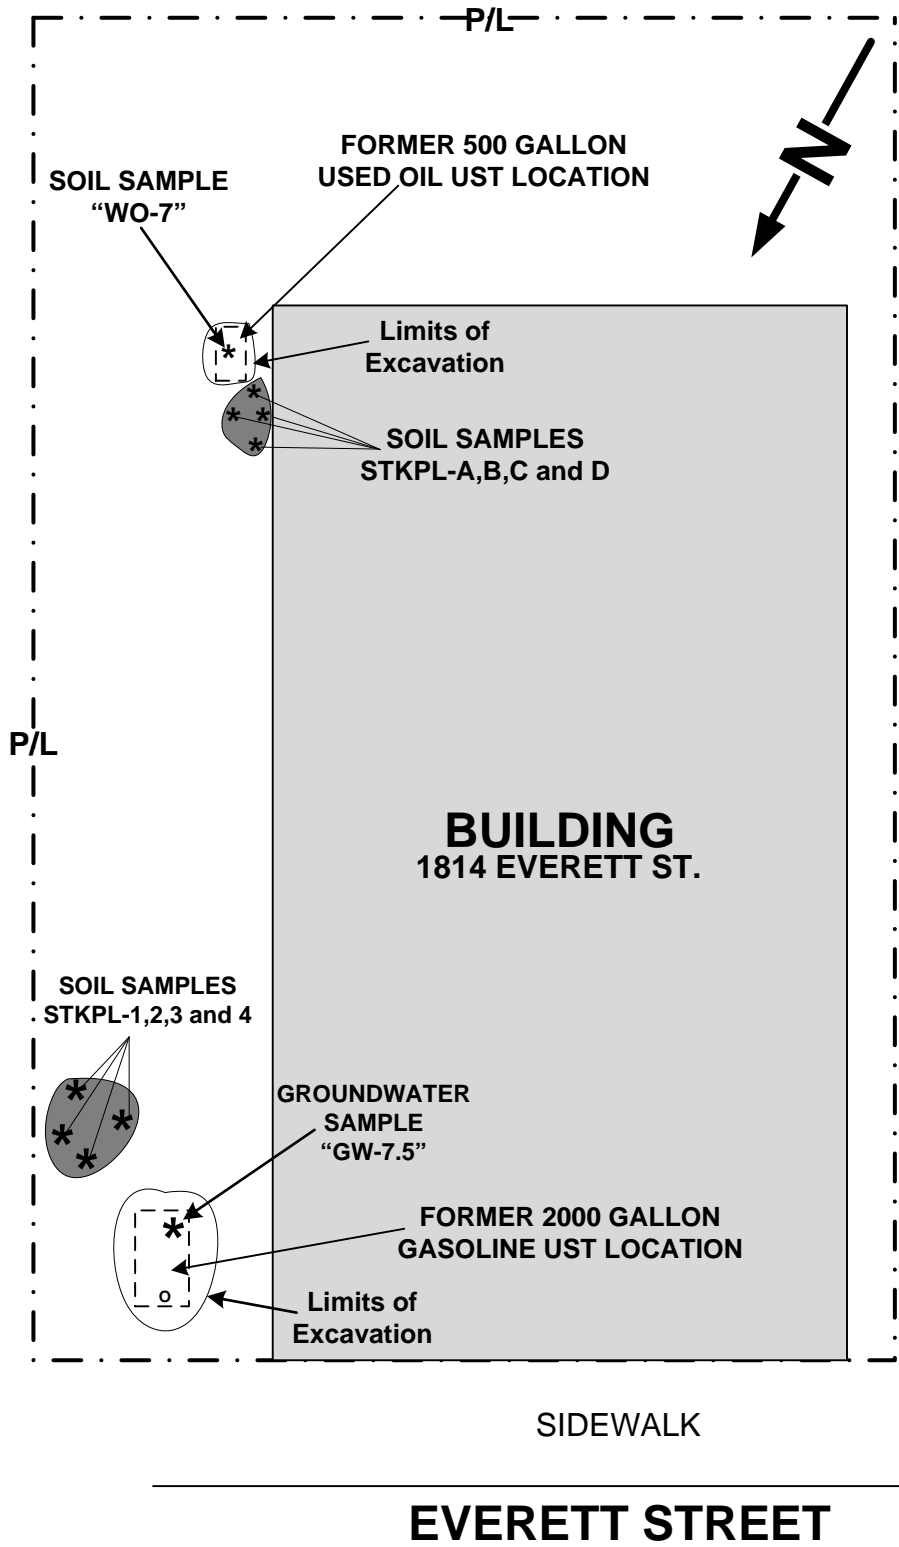 P/L
N
FORMER 500 GALLON
USED OIL UST LOCATION
SOIL SAMPLE
“WO-7”
Limits of
Excavation
SOIL SAMPLES
STKPL-A,B,C and D
P/L
BUILDING
1814 EVERETT ST.
SOIL SAMPLES
STKPL-1,2,3 and 4
GROUNDWATER
SAMPLE
“GW-7.5”
FORMER 2000 GALLON
GASOLINE UST LOCATION
Limits of
Excavation
SIDEWALK
EVERETT STREET